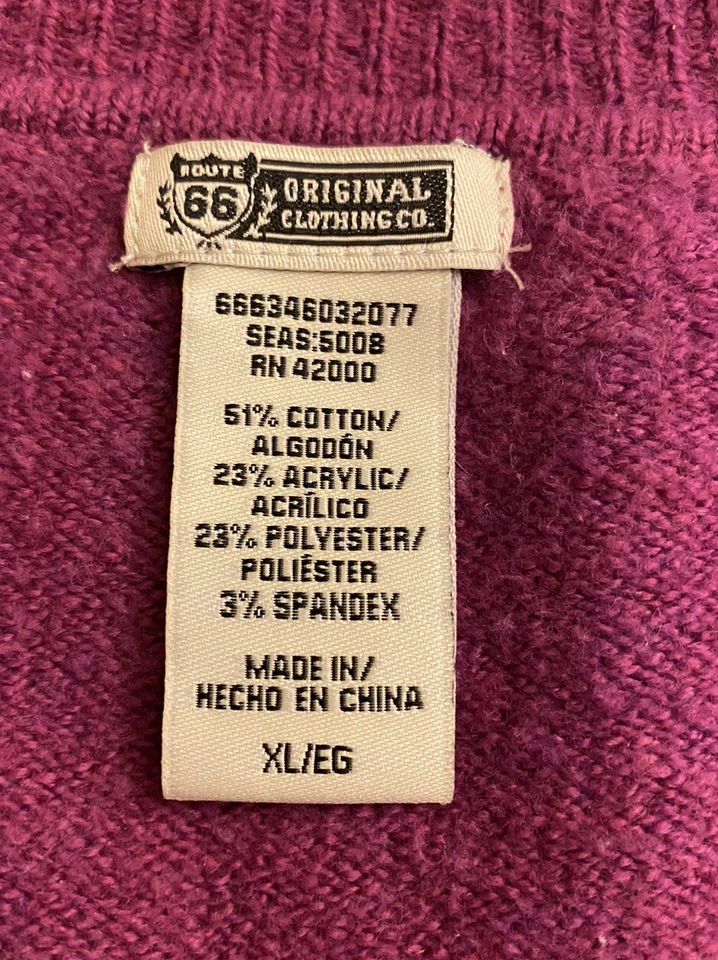 ROUTE
66
ORIGINAL
CLOTHING CO.
666346032077
SEAS:5008
RN 42000
51% COTTON/
ALGODÓN
23% ACRYLIC/
ACRÍLICO
23% POLYESTER/
POLIÉSTER
3% SPANDEX
MADE IN/
HECHO EN CHINA
XL/EG